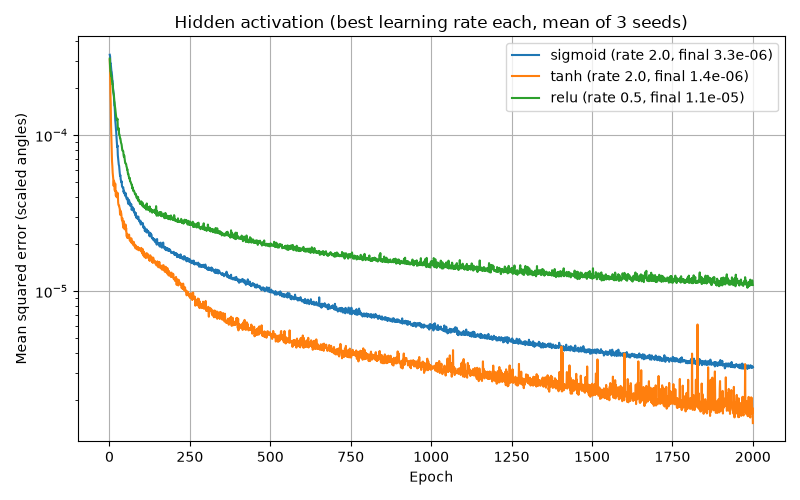 Hidden activation (best learning rate each, mean of 3 seeds)
sigmoid (rate 2.0, final 3.3e-06)
tanh (rate 2.0, final 1.4e-06)
relu (rate 0.5, final 1.1e-05)
Mean squared error (scaled angles)
10⁻⁴
10⁻⁵
0 250 500 750 1000 1250 1500 1750 2000
Epoch